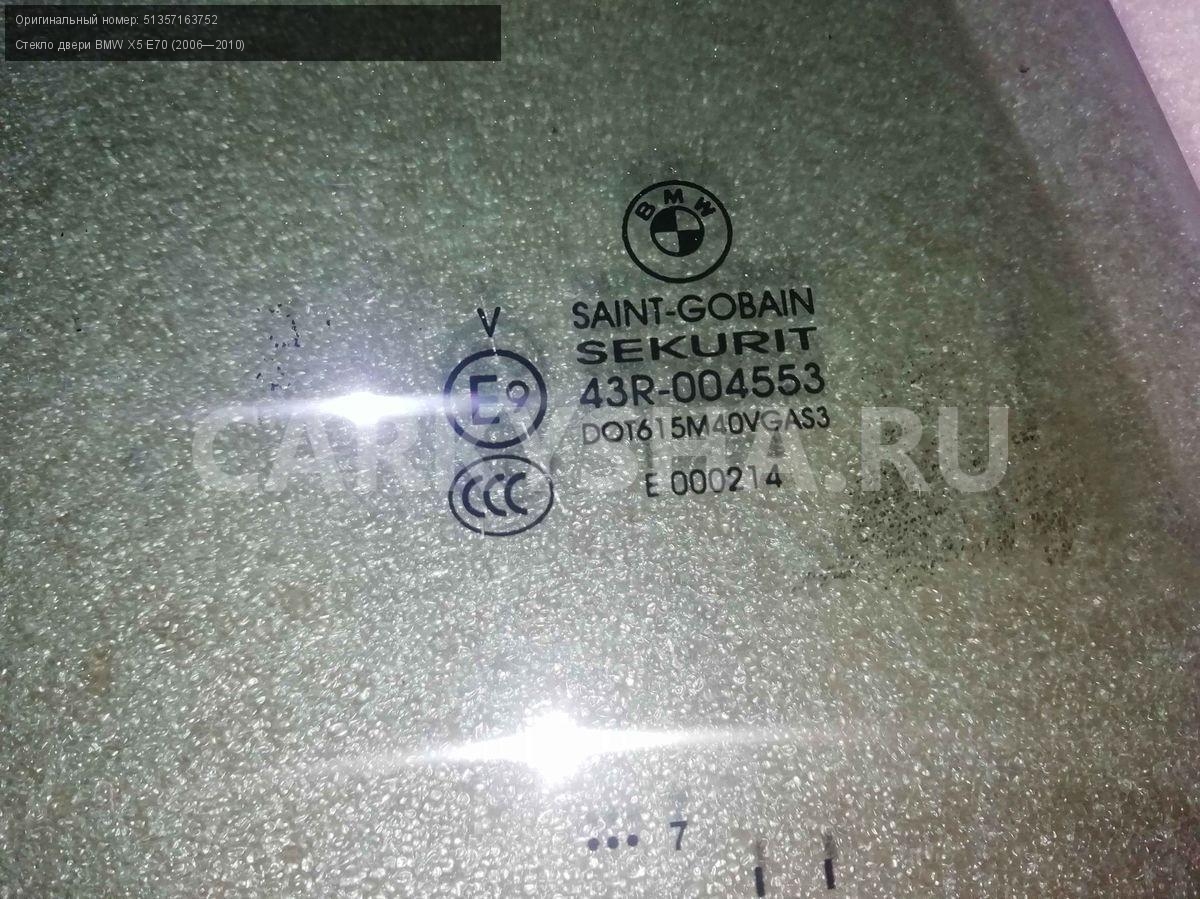 Оригинальный номер: 51357163752
Стекло двери BMW X5 E70 (2006—2010)
BMW
SAINT-GOBAIN
SEKURIT
V
E9
43R-004553
DOT615M40VGAS3
CARKYSHA.RU
CCC
E 000214
... 7